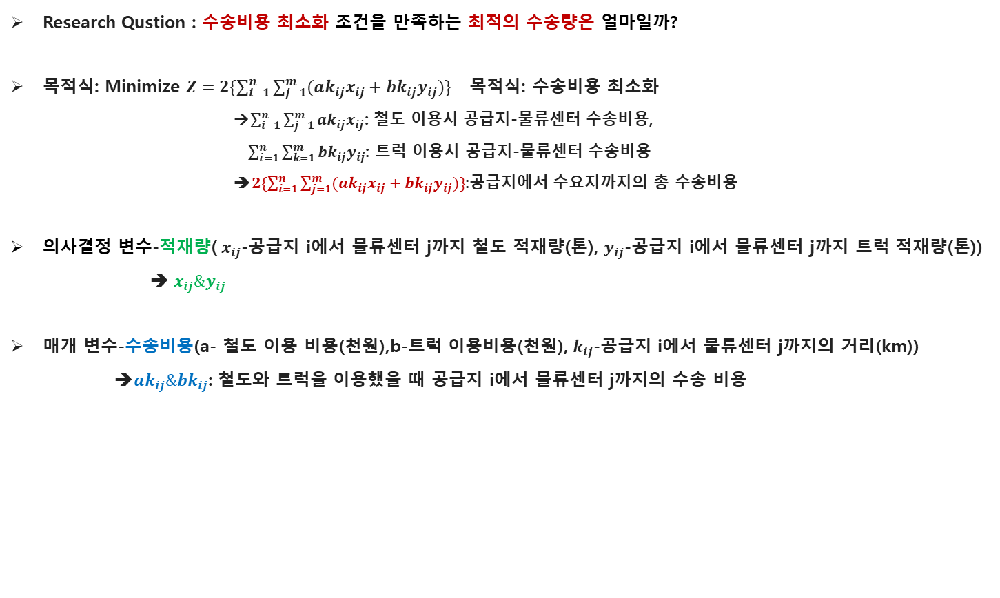 ➢ Research Qustion : 수송비용 최소화 조건을 만족하는 최적의 수송량은 얼마일까?
➢ 목적식: Minimize $Z = 2\{\sum_{i=1}^{n}\sum_{j=1}^{m}(ak_{ij}x_{ij} + bk_{ij}y_{ij})\}$ 목적식: 수송비용 최소화
→$\sum_{i=1}^{n}\sum_{j=1}^{m}ak_{ij}x_{ij}$: 철도 이용시 공급지-물류센터 수송비용,
$\sum_{i=1}^{n}\sum_{k=1}^{m}bk_{ij}y_{ij}$: 트럭 이용시 공급지-물류센터 수송비용
➔$2\{\sum_{i=1}^{n}\sum_{j=1}^{m}(ak_{ij}x_{ij} + bk_{ij}y_{ij})\}$:공급지에서 수요지까지의 총 수송비용
➢ 의사결정 변수-적재량( $x_{ij}$-공급지 i에서 물류센터 j까지 철도 적재량(톤), $y_{ij}$-공급지 i에서 물류센터 j까지 트럭 적재량(톤))
➔ $x_{ij}$&$y_{ij}$
➢ 매개 변수-수송비용(a- 철도 이용 비용(천원),b-트럭 이용비용(천원), $k_{ij}$-공급지 i에서 물류센터 j까지의 거리(km))
➔$ak_{ij}$&$bk_{ij}$: 철도와 트럭을 이용했을 때 공급지 i에서 물류센터 j까지의 수송 비용